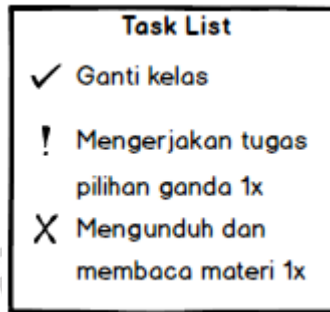 Task List
✓ Ganti kelas
! Mengerjakan tugas
pilihan ganda 1x
X Mengunduh dan
membaca materi 1x